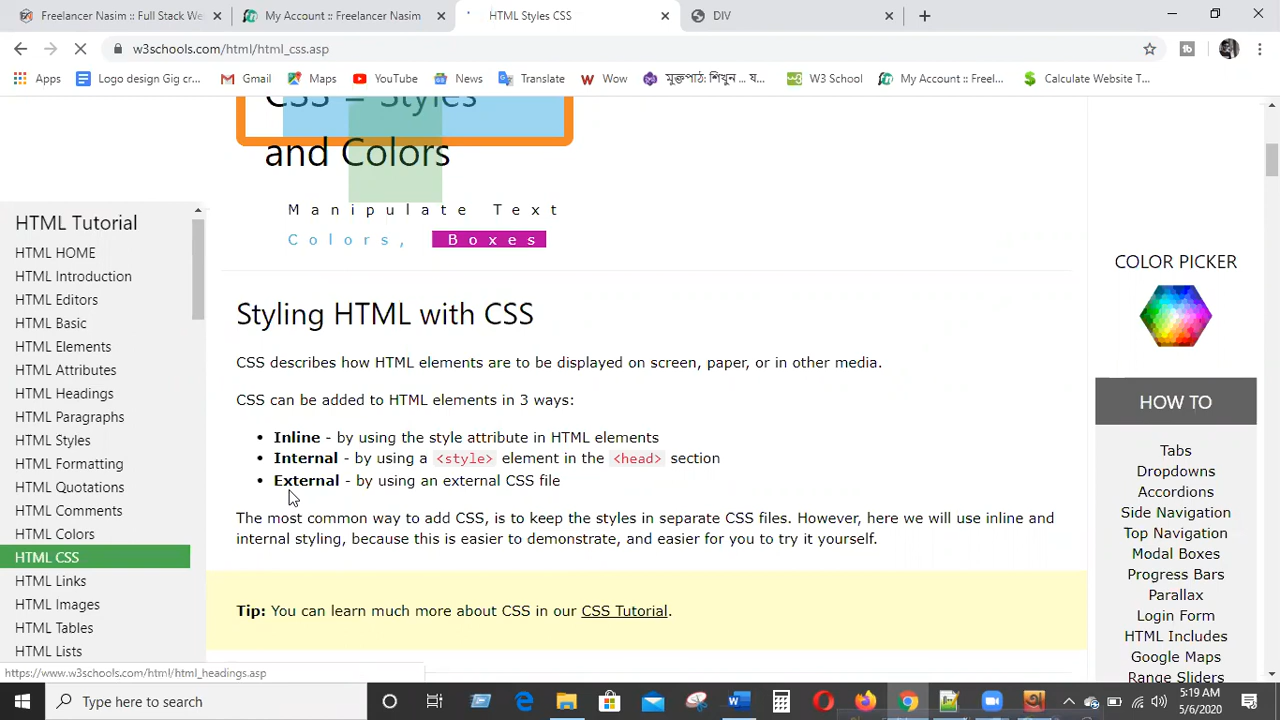 Freelancer Nasim :: Full Stack We
My Account :: Freelancer Nasim
HTML Styles CSS
DIV
w3schools.com/html/html_css.asp
Apps
Logo design Gig cr...
Gmail
Maps
YouTube
News
Translate
Wow
মুক্তপাঠ: শিখুন ... য...
W3 School
My Account :: Freel...
Calculate Website T...
CSS = Styles
and Colors
Manipulate Text
Colors, Boxes
HTML Tutorial
HTML HOME
HTML Introduction
HTML Editors
HTML Basic
HTML Elements
HTML Attributes
HTML Headings
HTML Paragraphs
HTML Styles
HTML Formatting
HTML Quotations
HTML Comments
HTML Colors
HTML CSS
HTML Links
HTML Images
HTML Tables
HTML Lists
Styling HTML with CSS
CSS describes how HTML elements are to be displayed on screen, paper, or in other media.
CSS can be added to HTML elements in 3 ways:
• Inline - by using the style attribute in HTML elements
• Internal - by using a <style> element in the <head> section
• External - by using an external CSS file
The most common way to add CSS, is to keep the styles in separate CSS files. However, here we will use inline and
internal styling, because this is easier to demonstrate, and easier for you to try it yourself.
Tip: You can learn much more about CSS in our CSS Tutorial.
COLOR PICKER
HOW TO
Tabs
Dropdowns
Accordions
Side Navigation
Top Navigation
Modal Boxes
Progress Bars
Parallax
Login Form
HTML Includes
Google Maps
Range Sliders
https://www.w3schools.com/html/html_headings.asp
Type here to search
5:19 AM
5/6/2020